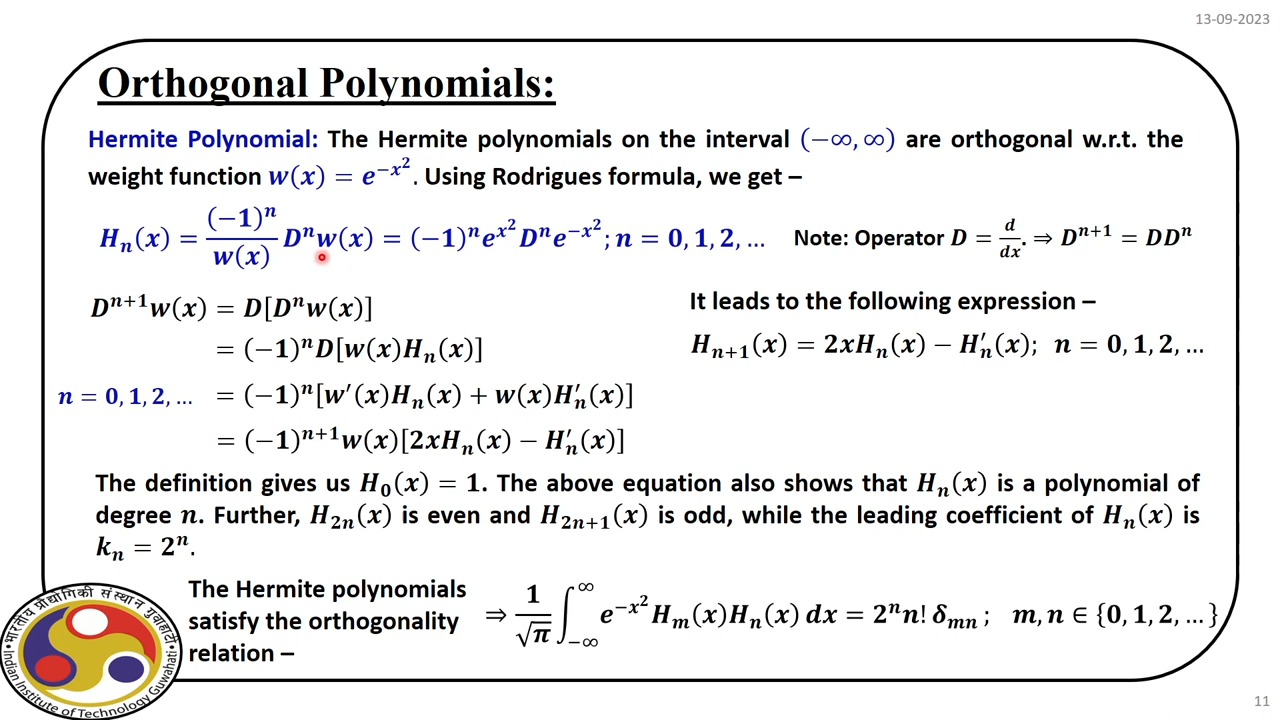 13-09-2023
Orthogonal Polynomials:
Hermite Polynomial: The Hermite polynomials on the interval (−∞, ∞) are orthogonal w.r.t. the
weight function w(x) = e^{−x²}. Using Rodrigues formula, we get –
H_n(x) = \frac{(−1)^n}{w(x)} D^n w(x) = (−1)^n e^{x²} D^n e^{−x²}; n = 0, 1, 2, …
Note: Operator D = \frac{d}{dx}. ⇒ D^{n+1} = DD^n
D^{n+1}w(x) = D[D^n w(x)]
= (−1)^n D[w(x)H_n(x)]
n = 0, 1, 2, … = (−1)^n[w′(x)H_n(x) + w(x)H′_n(x)]
= (−1)^{n+1}w(x)[2xH_n(x) − H′_n(x)]
It leads to the following expression –
H_{n+1}(x) = 2xH_n(x) − H′_n(x); n = 0, 1, 2, …
The definition gives us H_0(x) = 1. The above equation also shows that H_n(x) is a polynomial of
degree n. Further, H_{2n}(x) is even and H_{2n+1}(x) is odd, while the leading coefficient of H_n(x) is
k_n = 2^n.
The Hermite polynomials
satisfy the orthogonality
relation –
⇒ \frac{1}{\sqrt{π}} ∫_{−∞}^{∞} e^{−x²} H_m(x)H_n(x) dx = 2^n n! δ_{mn} ; m, n ∈ {0, 1, 2, …}
भारतीय प्रौद्योगिकी संस्थान गुवाहाटी
Indian Institute of Technology Guwahati
11